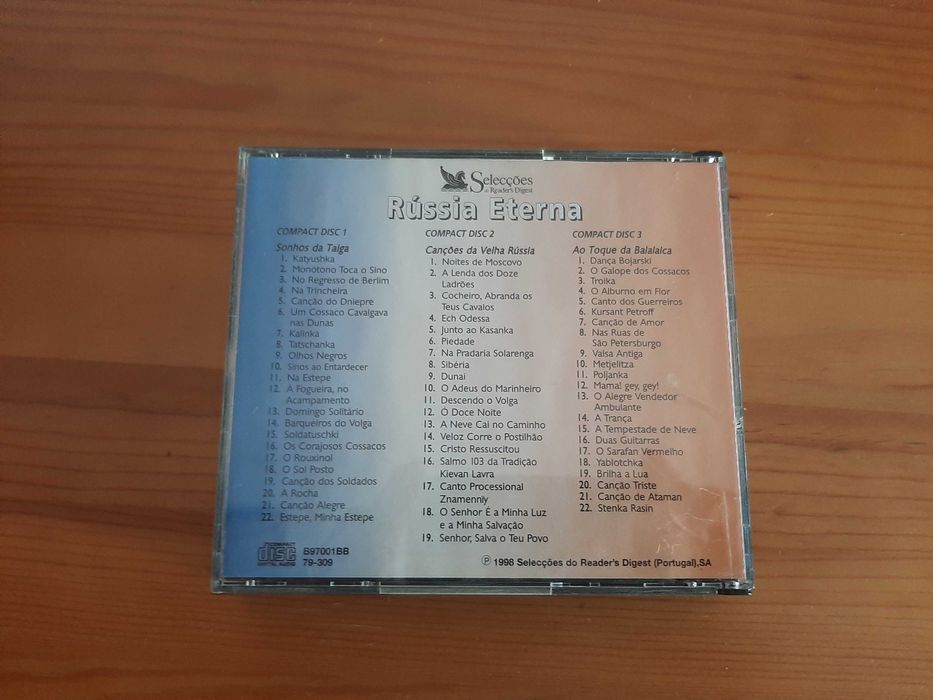 Selecções
do Reader's Digest
Rússia Eterna
COMPACT DISC 1
Sonhos da Taiga
1. Katyushka
2. Monótono Toca o Sino
3. No Regresso de Berlim
4. Na Trincheira
5. Canção do Dniepre
6. Um Cossaco Cavalgava
nas Dunas
7. Kalinka
8. Tatschanka
9. Olhos Negros
10. Sinos ao Entardecer
11. Na Estepe
12. À Fogueira, no
Acampamento
13. Domingo Solitário
14. Barqueiros do Volga
15. Soldatuschki
16. Os Corajosos Cossacos
17. O Rouxinol
18. O Sol Posto
19. Canção dos Soldados
20. A Rocha
21. Canção Alegre
22. Estepe, Minha Estepe
COMPACT DISC 2
Canções da Velha Rússia
1. Noites de Moscovo
2. A Lenda dos Doze
Ladrões
3. Cocheiro, Abranda os
Teus Cavalos
4. Ech Odessa
5. Junto ao Kasanka
6. Piedade
7. Na Pradaria Solarenga
8. Sibéria
9. Dunai
10. O Adeus do Marinheiro
11. Descendo o Volga
12. Ó Doce Noite
13. A Neve Cai no Caminho
14. Veloz Corre o Postilhão
15. Cristo Ressuscitou
16. Salmo 103 da Tradição
Kievan Lavra
17. Canto Processional
Znamenniy
18. O Senhor É a Minha Luz
e a Minha Salvação
19. Senhor, Salva o Teu Povo
COMPACT DISC 3
Ao Toque da Balalaica
1. Dança Bojarski
2. O Galope dos Cossacos
3. Troika
4. O Alburno em Flor
5. Canto dos Guerreiros
6. Kursant Petroff
7. Canção de Amor
8. Nas Ruas de
São Petersburgo
9. Valsa Antiga
10. Metjelitza
11. Poljanka
12. Mama! gey, gey!
13. O Alegre Vendedor
Ambulante
14. A Trança
15. A Tempestade de Neve
16. Duas Guitarras
17. O Sarafan Vermelho
18. Yablotchka
19. Brilha a Lua
20. Canção Triste
21. Canção de Ataman
22. Stenka Rasin
COMPACT
disc
DIGITAL AUDIO
B97001BB
79-309
℗ 1998 Selecções do Reader's Digest (Portugal),SA